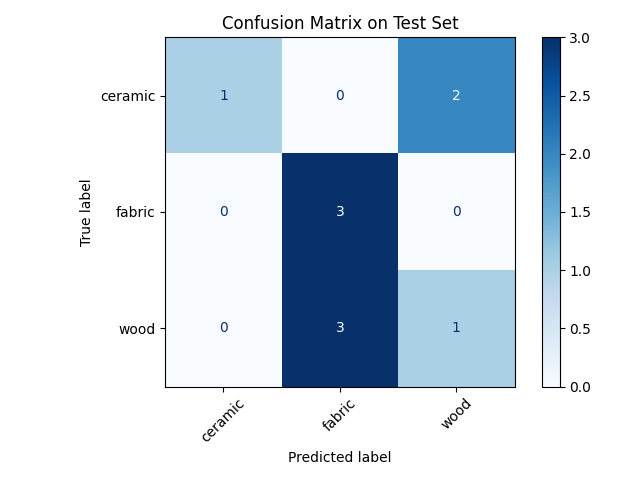 Confusion Matrix on Test Set
3.0
ceramic 1 0 2
2.5
2.0
True label
fabric 0 3 0
1.5
1.0
wood 0 3 1
0.5
0.0
ceramic fabric wood
Predicted label